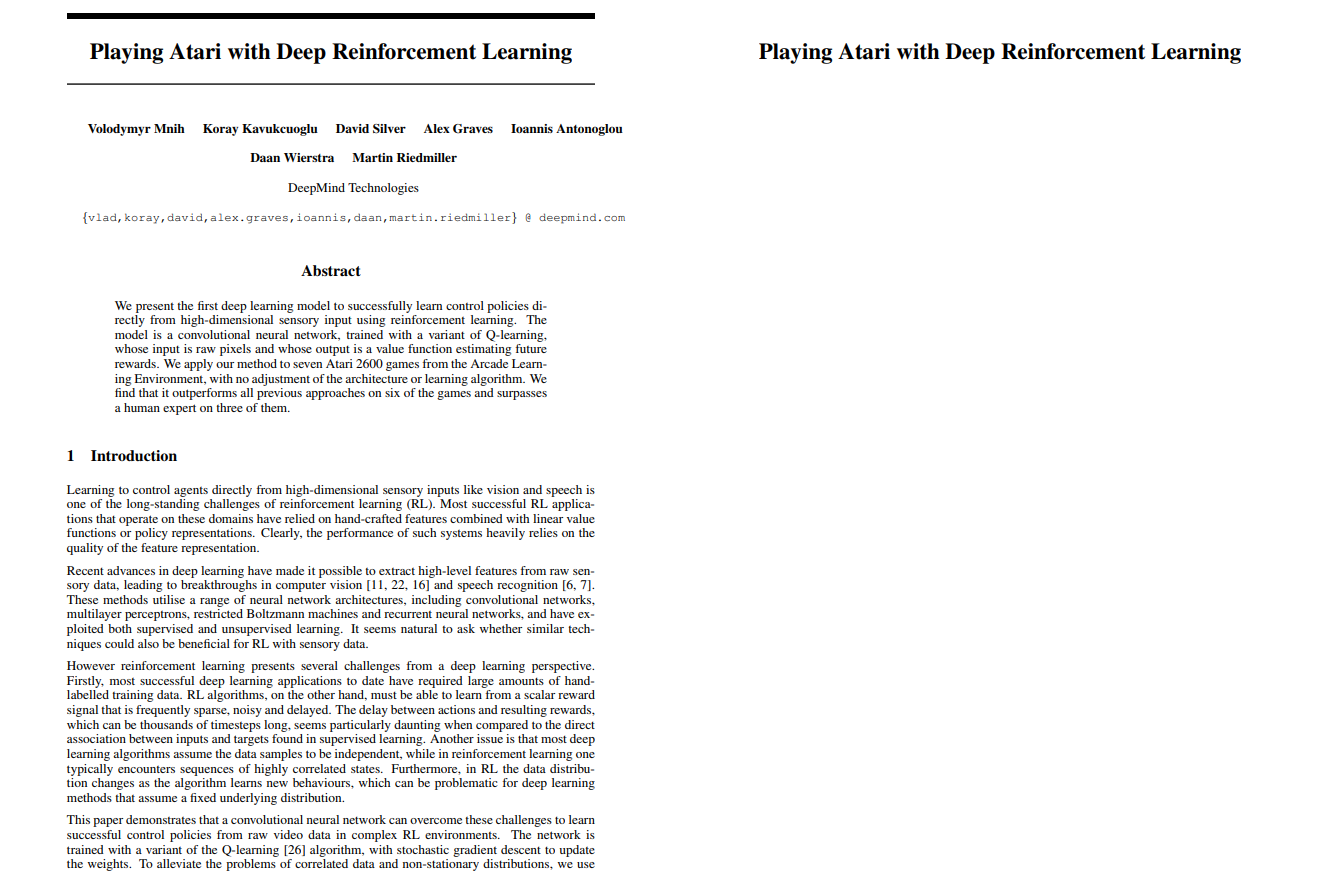 Playing Atari with Deep Reinforcement Learning
Volodymyr Mnih Koray Kavukcuoglu David Silver Alex Graves Ioannis Antonoglou
Daan Wierstra Martin Riedmiller
DeepMind Technologies
{vlad,koray,david,alex.graves,ioannis,daan,martin.riedmiller} @ deepmind.com
Abstract
We present the first deep learning model to successfully learn control policies di-
rectly from high-dimensional sensory input using reinforcement learning. The
model is a convolutional neural network, trained with a variant of Q-learning,
whose input is raw pixels and whose output is a value function estimating future
rewards. We apply our method to seven Atari 2600 games from the Arcade Learn-
ing Environment, with no adjustment of the architecture or learning algorithm. We
find that it outperforms all previous approaches on six of the games and surpasses
a human expert on three of them.
1 Introduction
Learning to control agents directly from high-dimensional sensory inputs like vision and speech is
one of the long-standing challenges of reinforcement learning (RL). Most successful RL applica-
tions that operate on these domains have relied on hand-crafted features combined with linear value
functions or policy representations. Clearly, the performance of such systems heavily relies on the
quality of the feature representation.
Recent advances in deep learning have made it possible to extract high-level features from raw sen-
sory data, leading to breakthroughs in computer vision [11, 22, 16] and speech recognition [6, 7].
These methods utilise a range of neural network architectures, including convolutional networks,
multilayer perceptrons, restricted Boltzmann machines and recurrent neural networks, and have ex-
ploited both supervised and unsupervised learning. It seems natural to ask whether similar tech-
niques could also be beneficial for RL with sensory data.
However reinforcement learning presents several challenges from a deep learning perspective.
Firstly, most successful deep learning applications to date have required large amounts of hand-
labelled training data. RL algorithms, on the other hand, must be able to learn from a scalar reward
signal that is frequently sparse, noisy and delayed. The delay between actions and resulting rewards,
which can be thousands of timesteps long, seems particularly daunting when compared to the direct
association between inputs and targets found in supervised learning. Another issue is that most deep
learning algorithms assume the data samples to be independent, while in reinforcement learning one
typically encounters sequences of highly correlated states. Furthermore, in RL the data distribu-
tion changes as the algorithm learns new behaviours, which can be problematic for deep learning
methods that assume a fixed underlying distribution.
This paper demonstrates that a convolutional neural network can overcome these challenges to learn
successful control policies from raw video data in complex RL environments. The network is
trained with a variant of the Q-learning [26] algorithm, with stochastic gradient descent to update
the weights. To alleviate the problems of correlated data and non-stationary distributions, we use
Playing Atari with Deep Reinforcement Learning